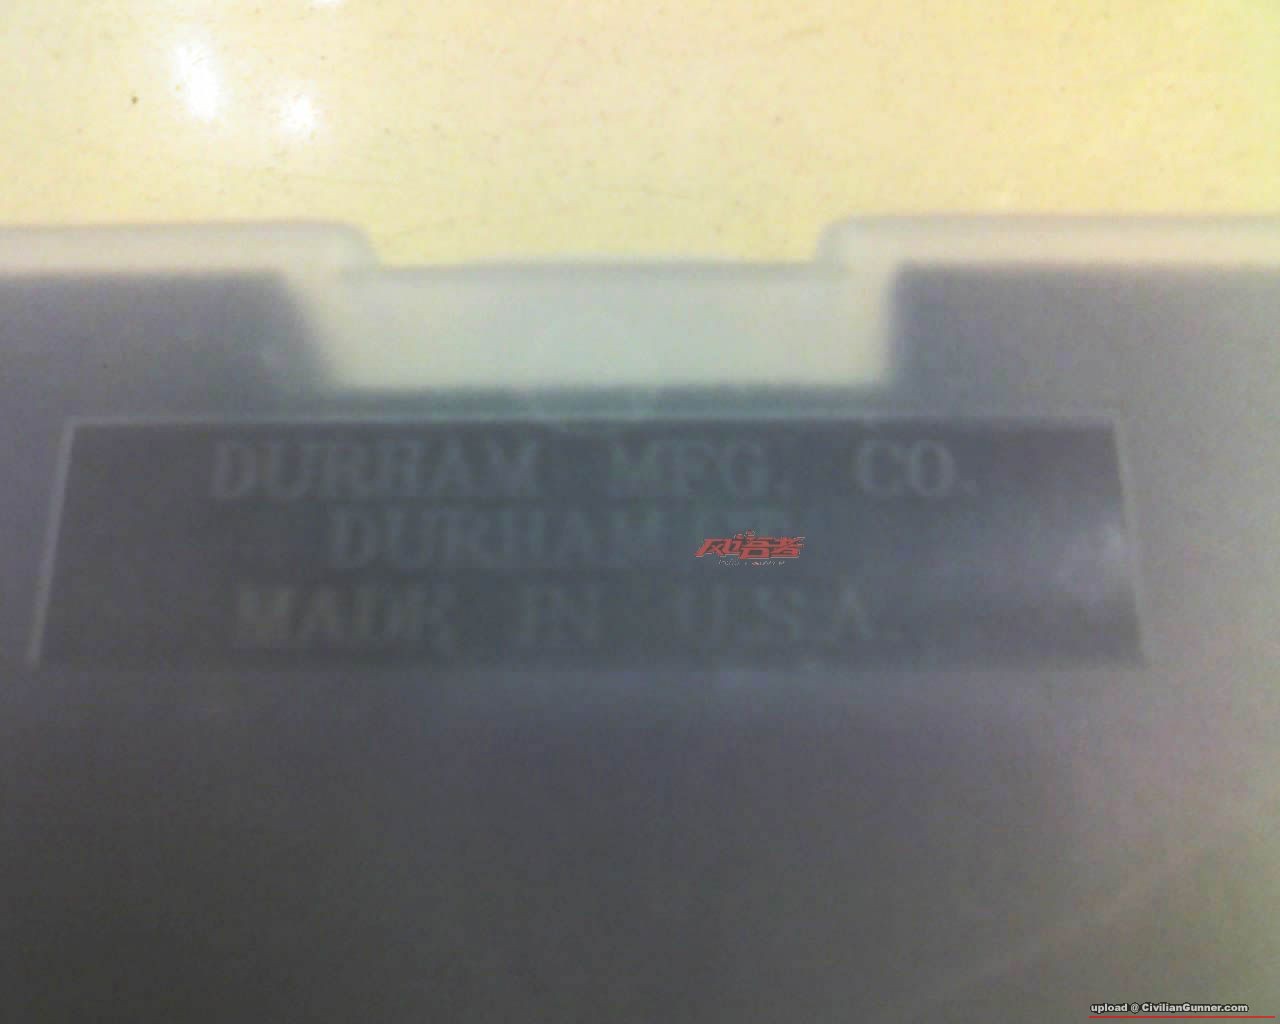 DURHAM MFG. CO.
DURHAM
MADE IN U.S.A.
upload @ CivilianGunner.com